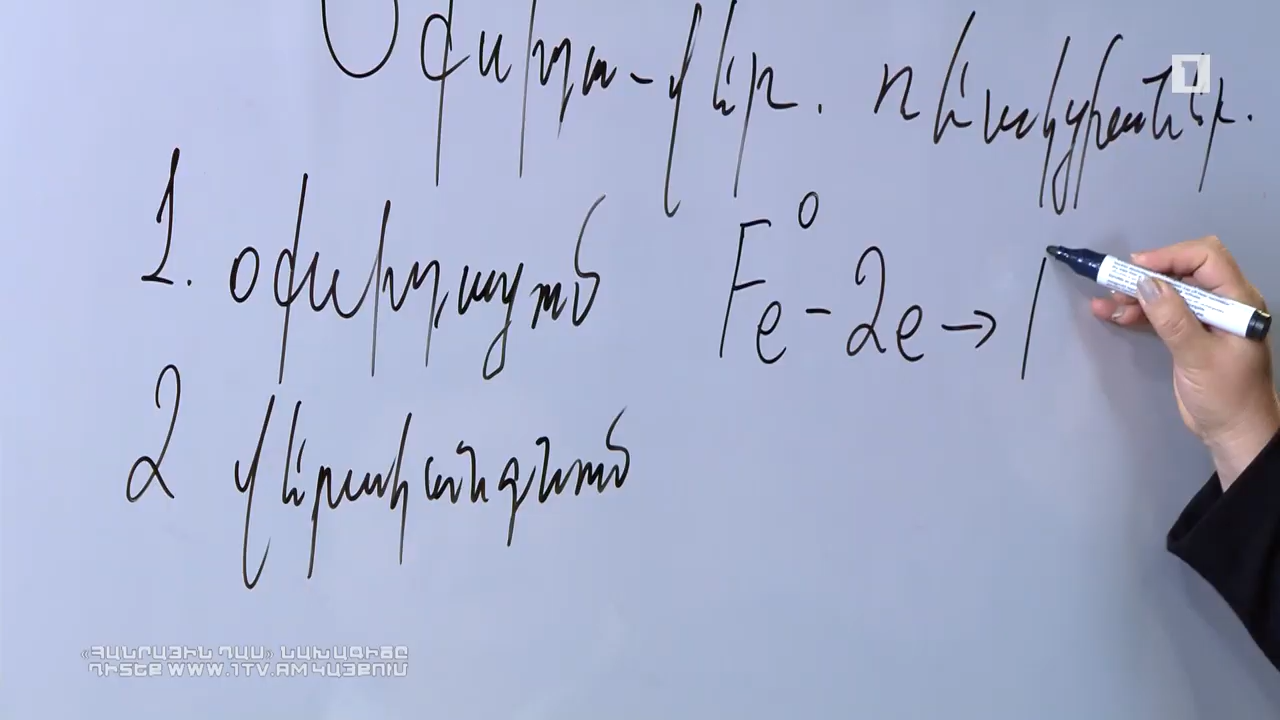 Օքսիդա-վեր. ռեակցիաներ.
1. օքսիդացում Fe⁰ - 2e →
2 վերականգնում
«ՀԱՆՐԱՅԻՆ ԴԱՍ» ՆԱԽԱԳԻԾԸ
ԴԻՏԵՔ WWW.1TV.AM ԿԱՅՔՈՒՄ